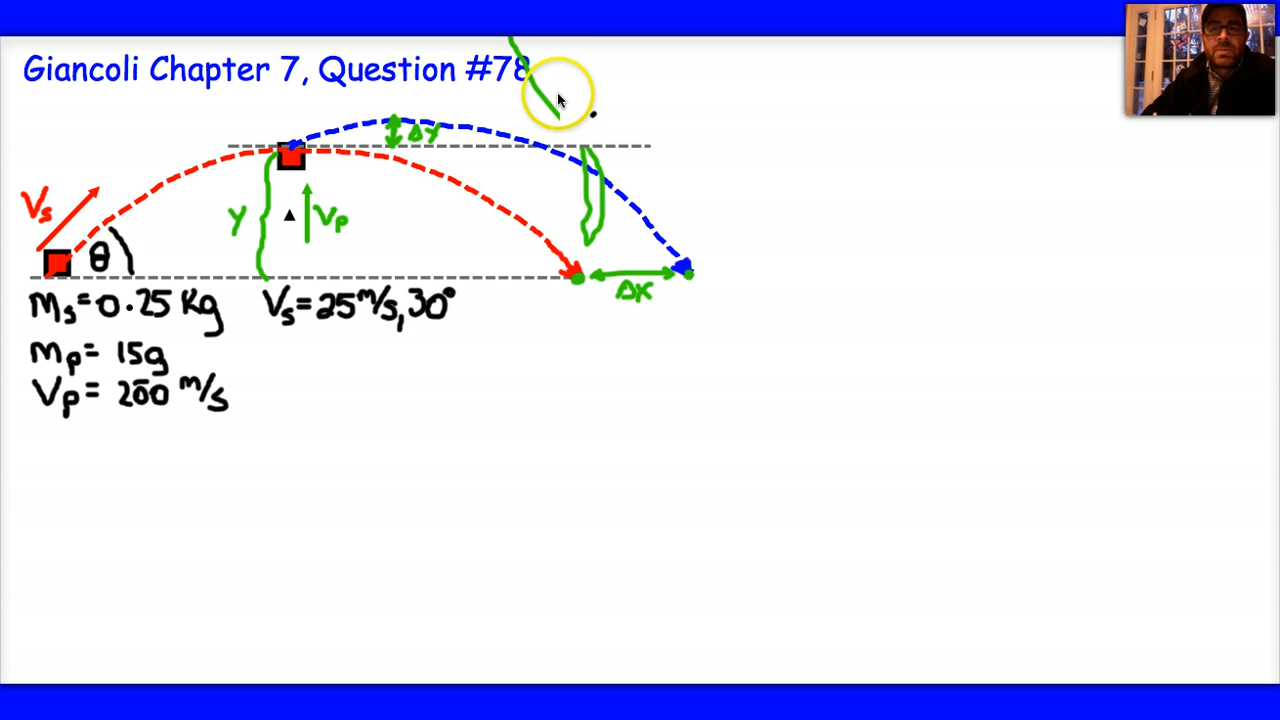 Giancoli Chapter 7, Question #78
ΔY
Vs
θ
Y
Vp
ΔX
Ms=0.25 Kg
Vs=25m/s,30°
Mp= 15g
Vp= 200 m/s